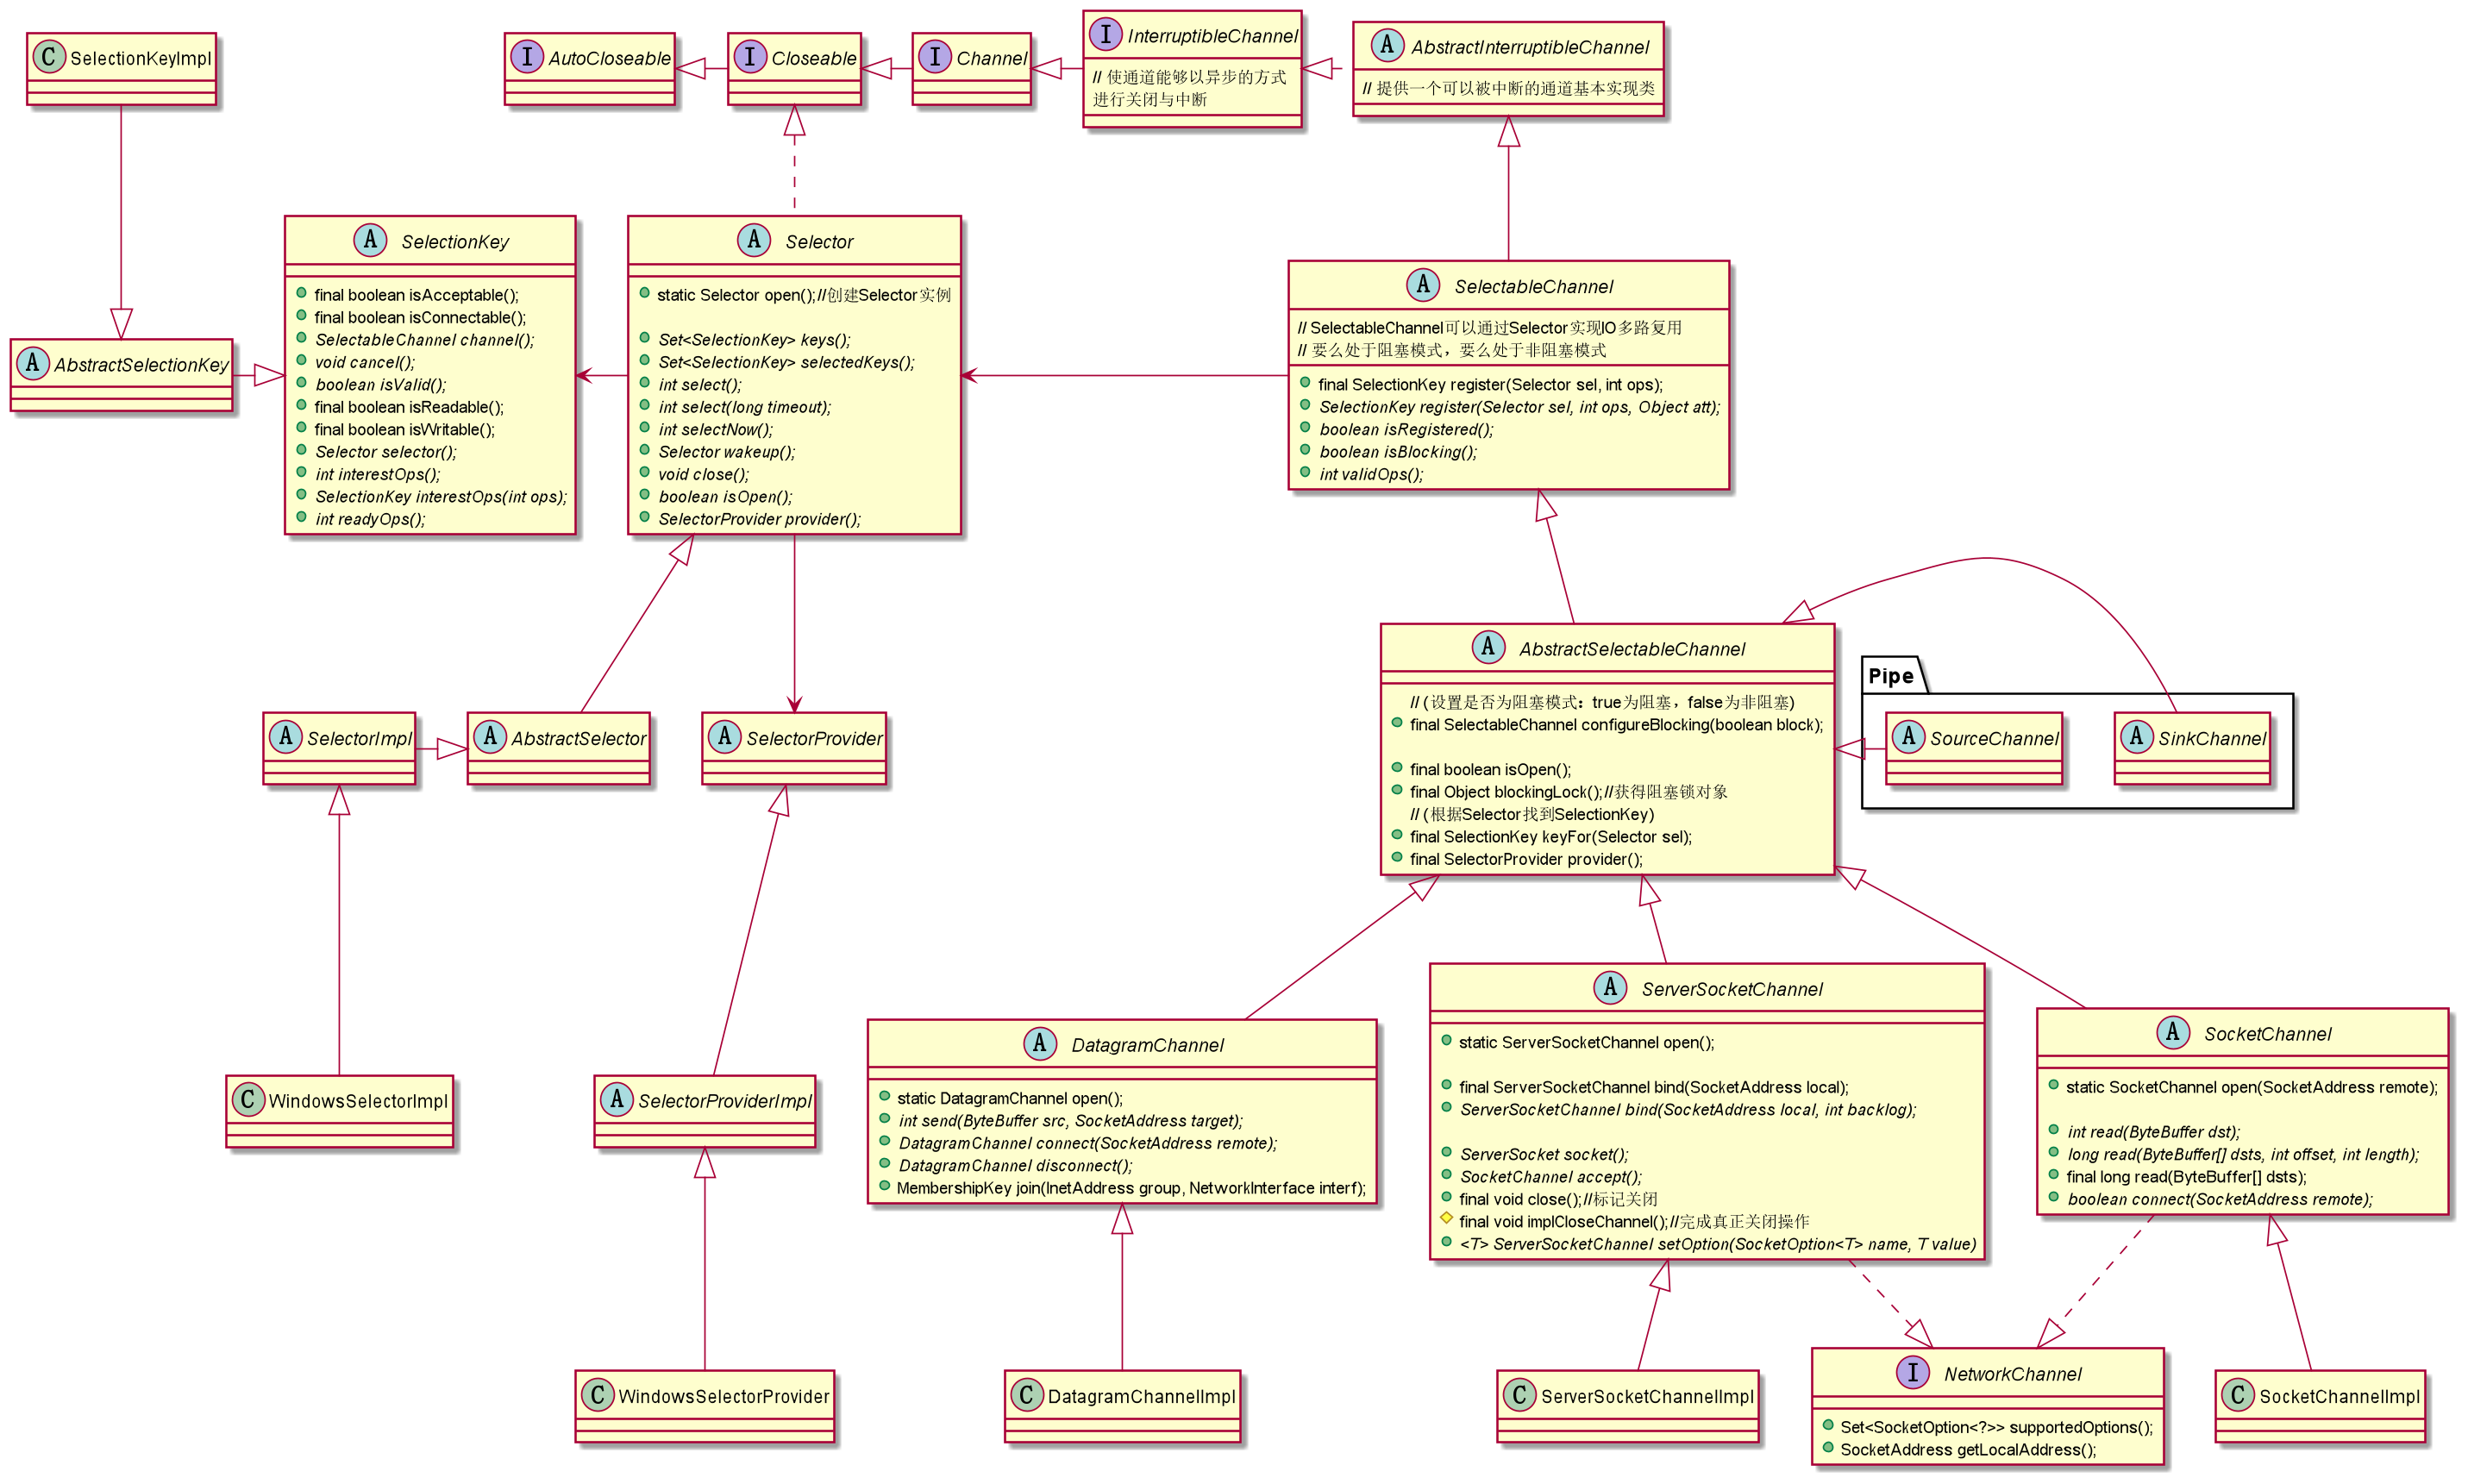 C SelectionKeyImpl
I AutoCloseable
I Closeable
I Channel
I InterruptibleChannel
// 使通道能够以异步的方式
进行关闭与中断
A AbstractInterruptibleChannel
// 提供一个可以被中断的通道基本实现类
A AbstractSelectionKey
A SelectionKey
final boolean isAcceptable();
final boolean isConnectable();
SelectableChannel channel();
void cancel();
boolean isValid();
final boolean isReadable();
final boolean isWritable();
Selector selector();
int interestOps();
SelectionKey interestOps(int ops);
int readyOps();
A Selector
static Selector open();//创建Selector实例
Set<SelectionKey> keys();
Set<SelectionKey> selectedKeys();
int select();
int select(long timeout);
int selectNow();
Selector wakeup();
void close();
boolean isOpen();
SelectorProvider provider();
A SelectableChannel
// SelectableChannel可以通过Selector实现IO多路复用
// 要么处于阻塞模式，要么处于非阻塞模式
final SelectionKey register(Selector sel, int ops);
SelectionKey register(Selector sel, int ops, Object att);
boolean isRegistered();
boolean isBlocking();
int validOps();
A SelectorImpl
A AbstractSelector
A SelectorProvider
A AbstractSelectableChannel
// (设置是否为阻塞模式：true为阻塞，false为非阻塞)
final SelectableChannel configureBlocking(boolean block);
final boolean isOpen();
final Object blockingLock();//获得阻塞锁对象
// (根据Selector找到SelectionKey)
final SelectionKey keyFor(Selector sel);
final SelectorProvider provider();
Pipe
A SourceChannel
A SinkChannel
C WindowsSelectorImpl
A SelectorProviderImpl
A DatagramChannel
static DatagramChannel open();
int send(ByteBuffer src, SocketAddress target);
DatagramChannel connect(SocketAddress remote);
DatagramChannel disconnect();
MembershipKey join(InetAddress group, NetworkInterface interf);
A ServerSocketChannel
static ServerSocketChannel open();
final ServerSocketChannel bind(SocketAddress local);
ServerSocketChannel bind(SocketAddress local, int backlog);
ServerSocket socket();
SocketChannel accept();
final void close();//标记关闭
final void implCloseChannel();//完成真正关闭操作
<T> ServerSocketChannel setOption(SocketOption<T> name, T value)
A SocketChannel
static SocketChannel open(SocketAddress remote);
int read(ByteBuffer dst);
long read(ByteBuffer[] dsts, int offset, int length);
final long read(ByteBuffer[] dsts);
boolean connect(SocketAddress remote);
C WindowsSelectorProvider
C DatagramChannelImpl
C ServerSocketChannelImpl
I NetworkChannel
Set<SocketOption<?>> supportedOptions();
SocketAddress getLocalAddress();
C SocketChannelImpl